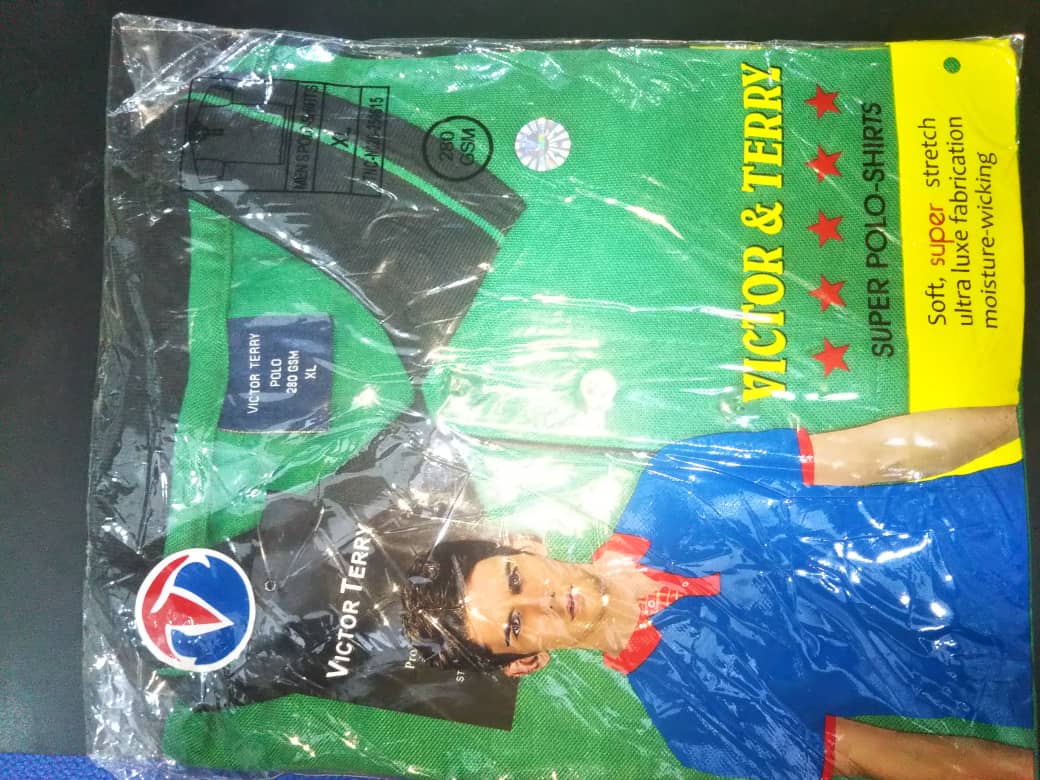 MEN SPOLO SHIRTS
XL
280
GSM
VICTOR & TERRY
SUPER POLO-SHIRTS
Soft, super stretch
ultra luxe fabrication
moisture-wicking
VICTOR TERRY
POLO
280 GSM
XL
VICTOR TERRY